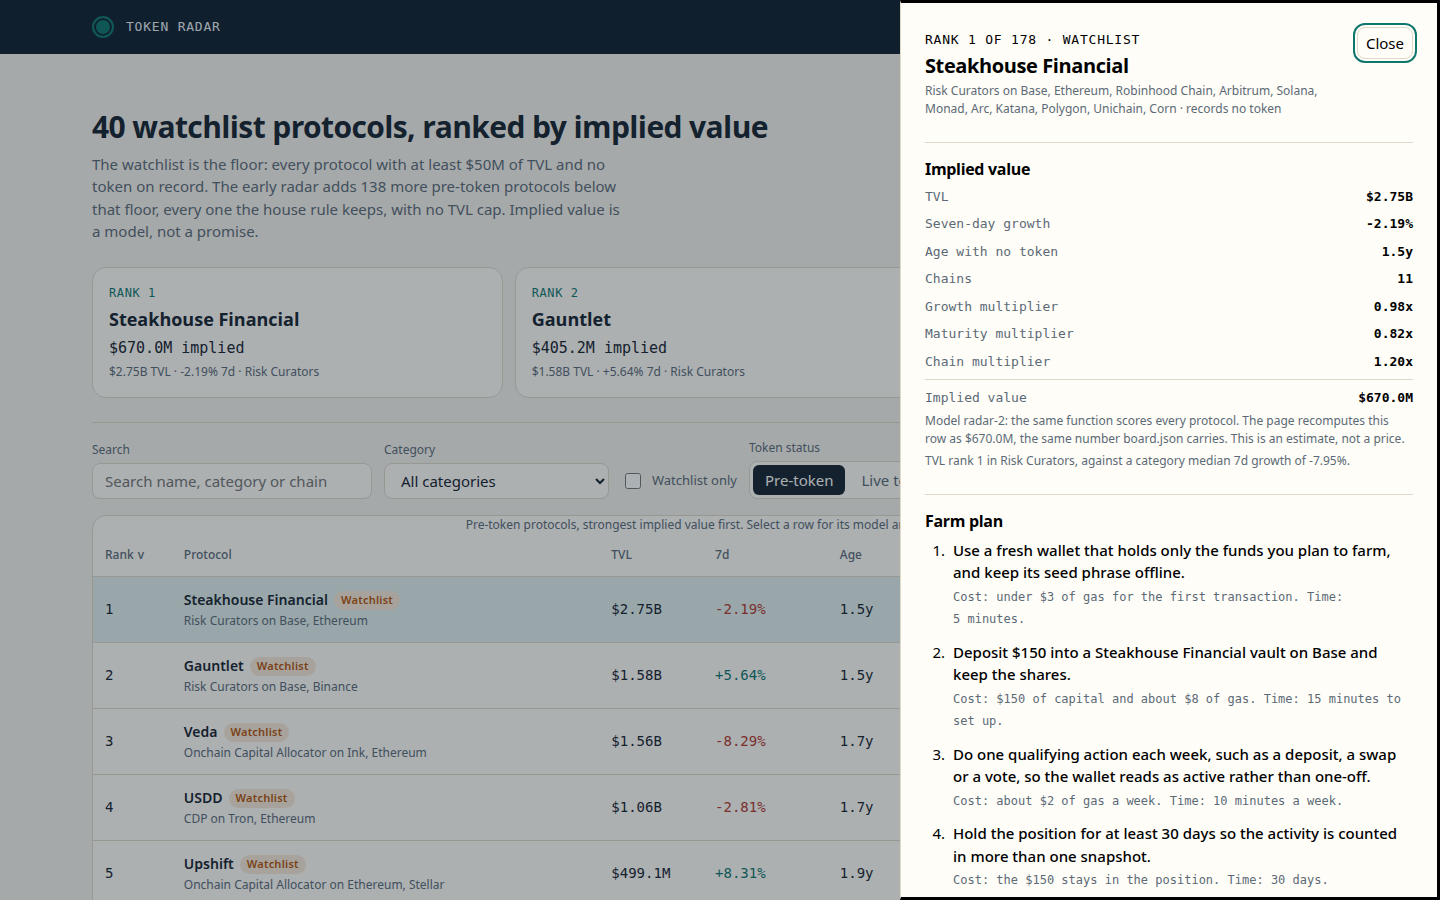 TOKEN RADAR
40 watchlist protocols, ranked by implied value
The watchlist is the floor: every protocol with at least $50M of TVL and no
token on record. The early radar adds 138 more pre-token protocols below
that floor, every one the house rule keeps, with no TVL cap. Implied value is
a model, not a promise.
RANK 1
Steakhouse Financial
$670.0M implied
$2.75B TVL · -2.19% 7d · Risk Curators
RANK 2
Gauntlet
$405.2M implied
$1.58B TVL · +5.64% 7d · Risk Curators
Search
Search name, category or chain
Category
All categories
Watchlist only
Token status
Pre-token
Live t
Pre-token protocols, strongest implied value first. Select a row for its model a
Rank v Protocol TVL 7d Age
1 Steakhouse Financial Watchlist $2.75B -2.19% 1.5y
Risk Curators on Base, Ethereum
2 Gauntlet Watchlist $1.58B +5.64% 1.5y
Risk Curators on Base, Binance
3 Veda Watchlist $1.56B -8.29% 1.7y
Onchain Capital Allocator on Ink, Ethereum
4 USDD Watchlist $1.06B -2.81% 1.7y
CDP on Tron, Ethereum
5 Upshift Watchlist $499.1M +8.31% 1.9y
Onchain Capital Allocator on Ethereum, Stellar
RANK 1 OF 178 · WATCHLIST
Close
Steakhouse Financial
Risk Curators on Base, Ethereum, Robinhood Chain, Arbitrum, Solana,
Monad, Arc, Katana, Polygon, Unichain, Corn · records no token
Implied value
TVL $2.75B
Seven-day growth -2.19%
Age with no token 1.5y
Chains 11
Growth multiplier 0.98x
Maturity multiplier 0.82x
Chain multiplier 1.20x
Implied value $670.0M
Model radar-2: the same function scores every protocol. The page recomputes this
row as $670.0M, the same number board.json carries. This is an estimate, not a price.
TVL rank 1 in Risk Curators, against a category median 7d growth of -7.95%.
Farm plan
1. Use a fresh wallet that holds only the funds you plan to farm,
and keep its seed phrase offline.
Cost: under $3 of gas for the first transaction. Time:
5 minutes.
2. Deposit $150 into a Steakhouse Financial vault on Base and
keep the shares.
Cost: $150 of capital and about $8 of gas. Time: 15 minutes to
set up.
3. Do one qualifying action each week, such as a deposit, a swap
or a vote, so the wallet reads as active rather than one-off.
Cost: about $2 of gas a week. Time: 10 minutes a week.
4. Hold the position for at least 30 days so the activity is counted
in more than one snapshot.
Cost: the $150 stays in the position. Time: 30 days.